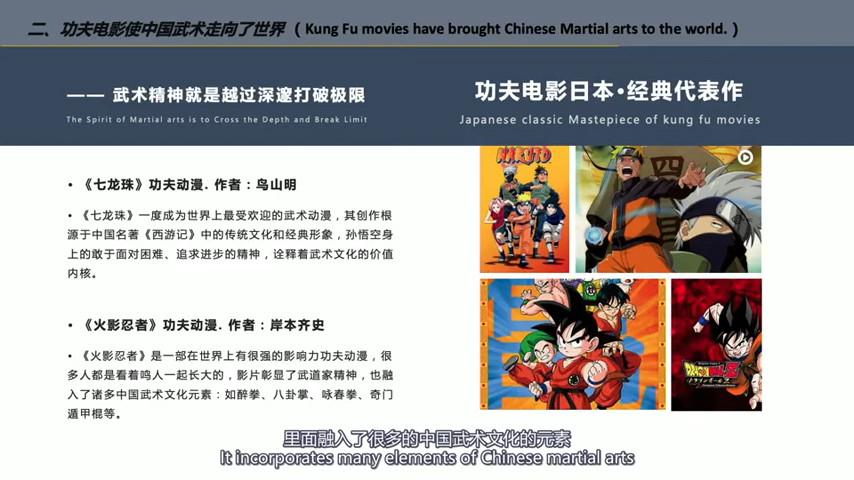 二、功夫电影使中国武术走向了世界 （ Kung Fu movies have brought Chinese Martial arts to the world. ）
—— 武术精神就是越过深邃打破极限
The Spirit of Martial arts is to Cross the Depth and Break Limit
功夫电影日本•经典代表作
Japanese classic Mastepiece of kung fu movies
• 《七龙珠》功夫动漫. 作者：鸟山明
• 《七龙珠》一度成为世界上最受欢迎的武术动漫，其创作根
源于中国名著《西游记》中的传统文化和经典形象，孙悟空身
上的敢于面对困难、追求进步的精神，诠释着武术文化的价值
内核。
• 《火影忍者》功夫动漫. 作者：岸本齐史
• 《火影忍者》是一部在世界上有很强的影响力功夫动漫，很
多人都是看着鸣人一起长大的，影片彰显了武道家精神，也融
入了诸多中国武术文化元素：如醉拳、八卦掌、咏春拳、奇门
遁甲棍等。
NARUTO
四
DRAGON BALL Z
ドラゴンボールZ
里面融入了很多的中国武术文化的元素
It incorporates many elements of Chinese martial arts